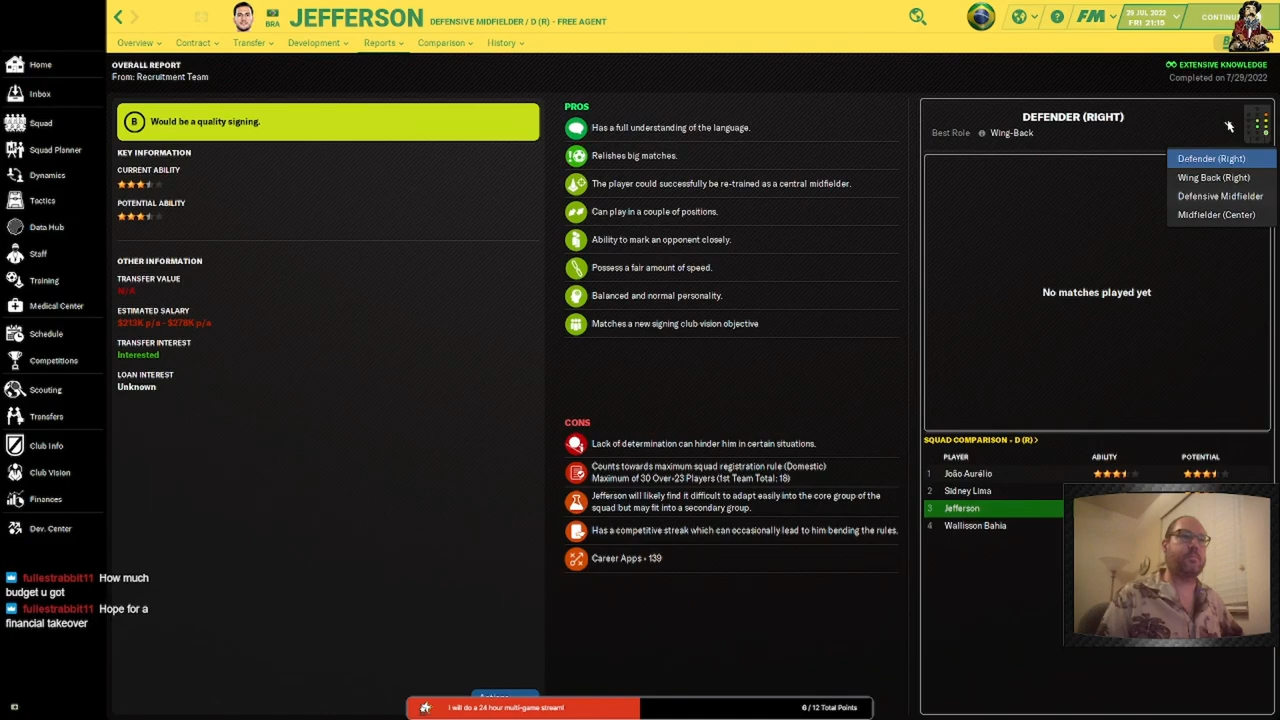 BRA
JEFFERSON
DEFENSIVE MIDFIELDER / D (R) - FREE AGENT
29 JUL 2022
FRI 21:15
FM
CONTINU
Overview
Contract
Transfer
Development
Reports
Comparison
History
Home
Inbox
Squad
Squad Planner
Dynamics
Tactics
Data Hub
Staff
Training
Medical Center
Schedule
Competitions
Scouting
Transfers
Club Info
Club Vision
Finances
Dev. Center
OVERALL REPORT
From: Recruitment Team
EXTENSIVE KNOWLEDGE
Completed on 7/29/2022
B Would be a quality signing.
KEY INFORMATION
CURRENT ABILITY
POTENTIAL ABILITY
OTHER INFORMATION
TRANSFER VALUE
N/A
ESTIMATED SALARY
$213K p/a - $278K p/a
TRANSFER INTEREST
Interested
LOAN INTEREST
Unknown
PROS
Has a full understanding of the language.
Relishes big matches.
The player could successfully be re-trained as a central midfielder.
Can play in a couple of positions.
Ability to mark an opponent closely.
Possess a fair amount of speed.
Balanced and normal personality.
Matches a new signing club vision objective
CONS
Lack of determination can hinder him in certain situations.
Counts towards maximum squad registration rule (Domestic)
Maximum of 30 Over-23 Players (1st Team Total: 18)
Jefferson will likely find it difficult to adapt easily into the core group of the
squad but may fit into a secondary group.
Has a competitive streak which can occasionally lead to him bending the rules.
Career Apps - 139
DEFENDER (RIGHT)
Best Role Wing-Back
Defender (Right)
Wing Back (Right)
Defensive Midfielder
Midfielder (Center)
No matches played yet
SQUAD COMPARISON - D (R) >
PLAYER ABILITY POTENTIAL
1 João Aurélio
2 Sidney Lima
3 Jefferson
4 Wallisson Bahia
fullestrabbit11 How much
budget u got
fullestrabbit11 Hope for a
financial takeover
Actions
I will do a 24 hour multi-game stream!
6 / 12 Total Points